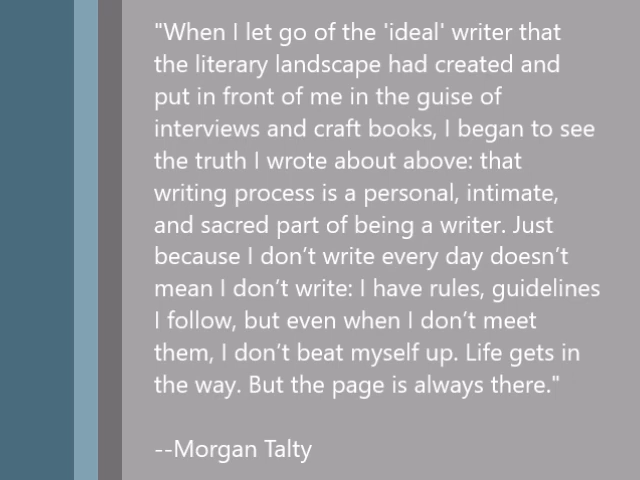 "When I let go of the 'ideal' writer that
the literary landscape had created and
put in front of me in the guise of
interviews and craft books, I began to see
the truth I wrote about above: that
writing process is a personal, intimate,
and sacred part of being a writer. Just
because I don’t write every day doesn’t
mean I don’t write: I have rules, guidelines
I follow, but even when I don’t meet
them, I don’t beat myself up. Life gets in
the way. But the page is always there."
--Morgan Talty